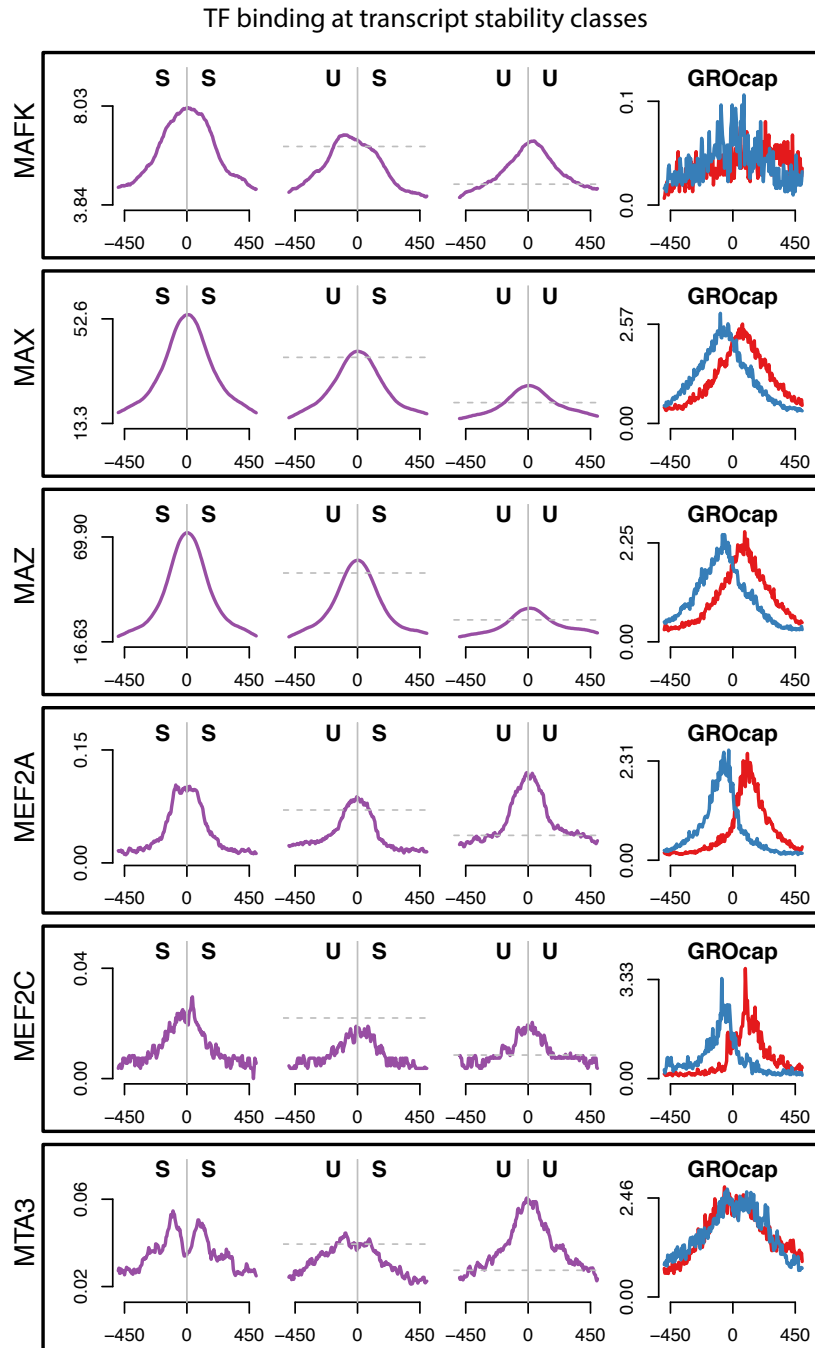 TF binding at transcript stability classes
MAFK
S S U S U U GROcap
8.03
3.84
0.1
0.0
−450 0 450 −450 0 450 −450 0 450 −450 0 450
MAX
S S U S U U GROcap
52.6
13.3
2.57
0.00
−450 0 450 −450 0 450 −450 0 450 −450 0 450
MAZ
S S U S U U GROcap
69.90
16.63
2.25
0.00
−450 0 450 −450 0 450 −450 0 450 −450 0 450
MEF2A
S S U S U U GROcap
0.15
0.00
2.31
0.00
−450 0 450 −450 0 450 −450 0 450 −450 0 450
MEF2C
S S U S U U GROcap
0.04
0.00
3.33
0.00
−450 0 450 −450 0 450 −450 0 450 −450 0 450
MTA3
S S U S U U GROcap
0.06
0.02
2.46
0.00
−450 0 450 −450 0 450 −450 0 450 −450 0 450